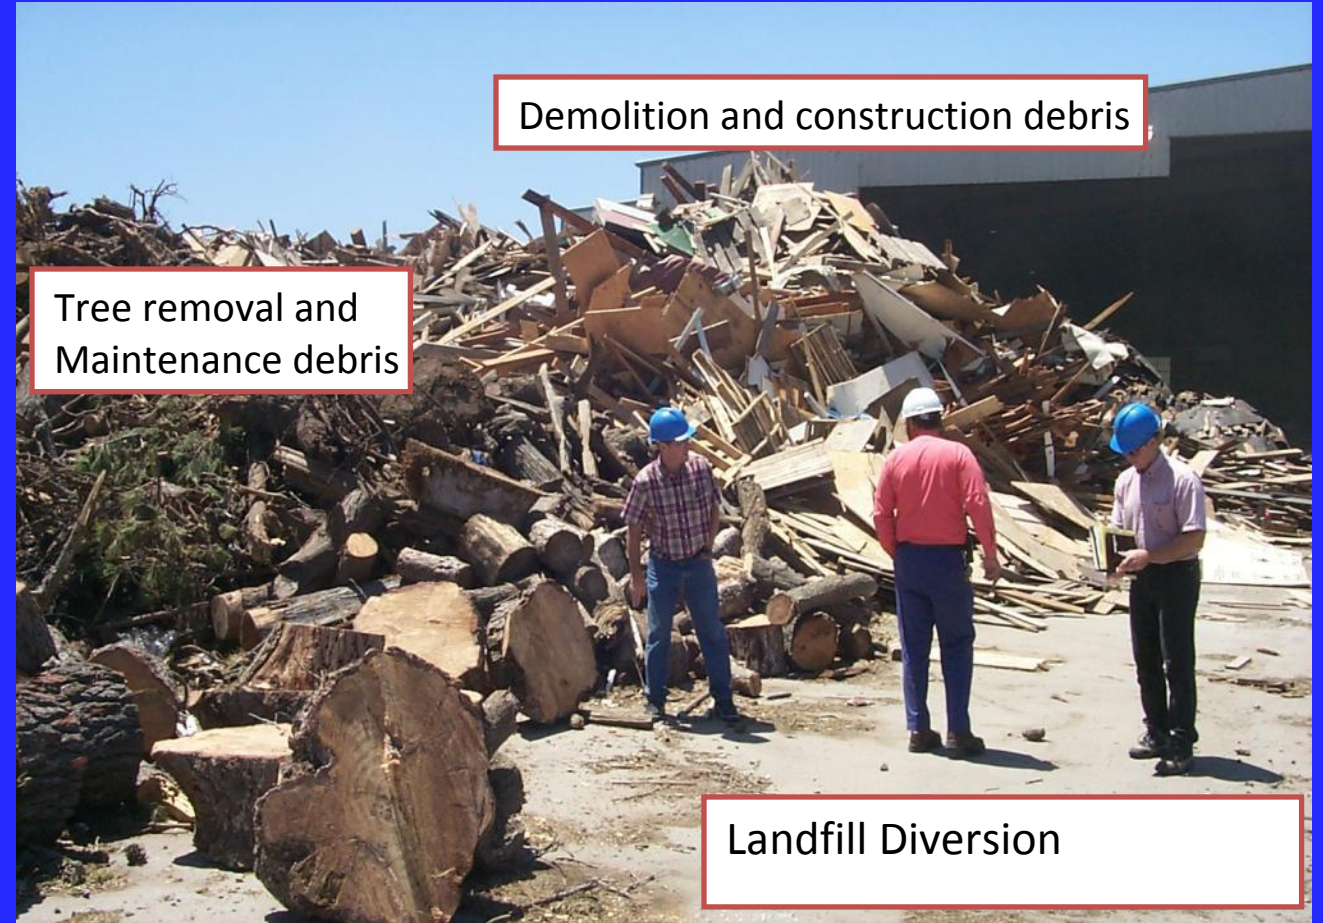 Demolition and construction debris
Tree removal and
Maintenance debris
Landfill Diversion